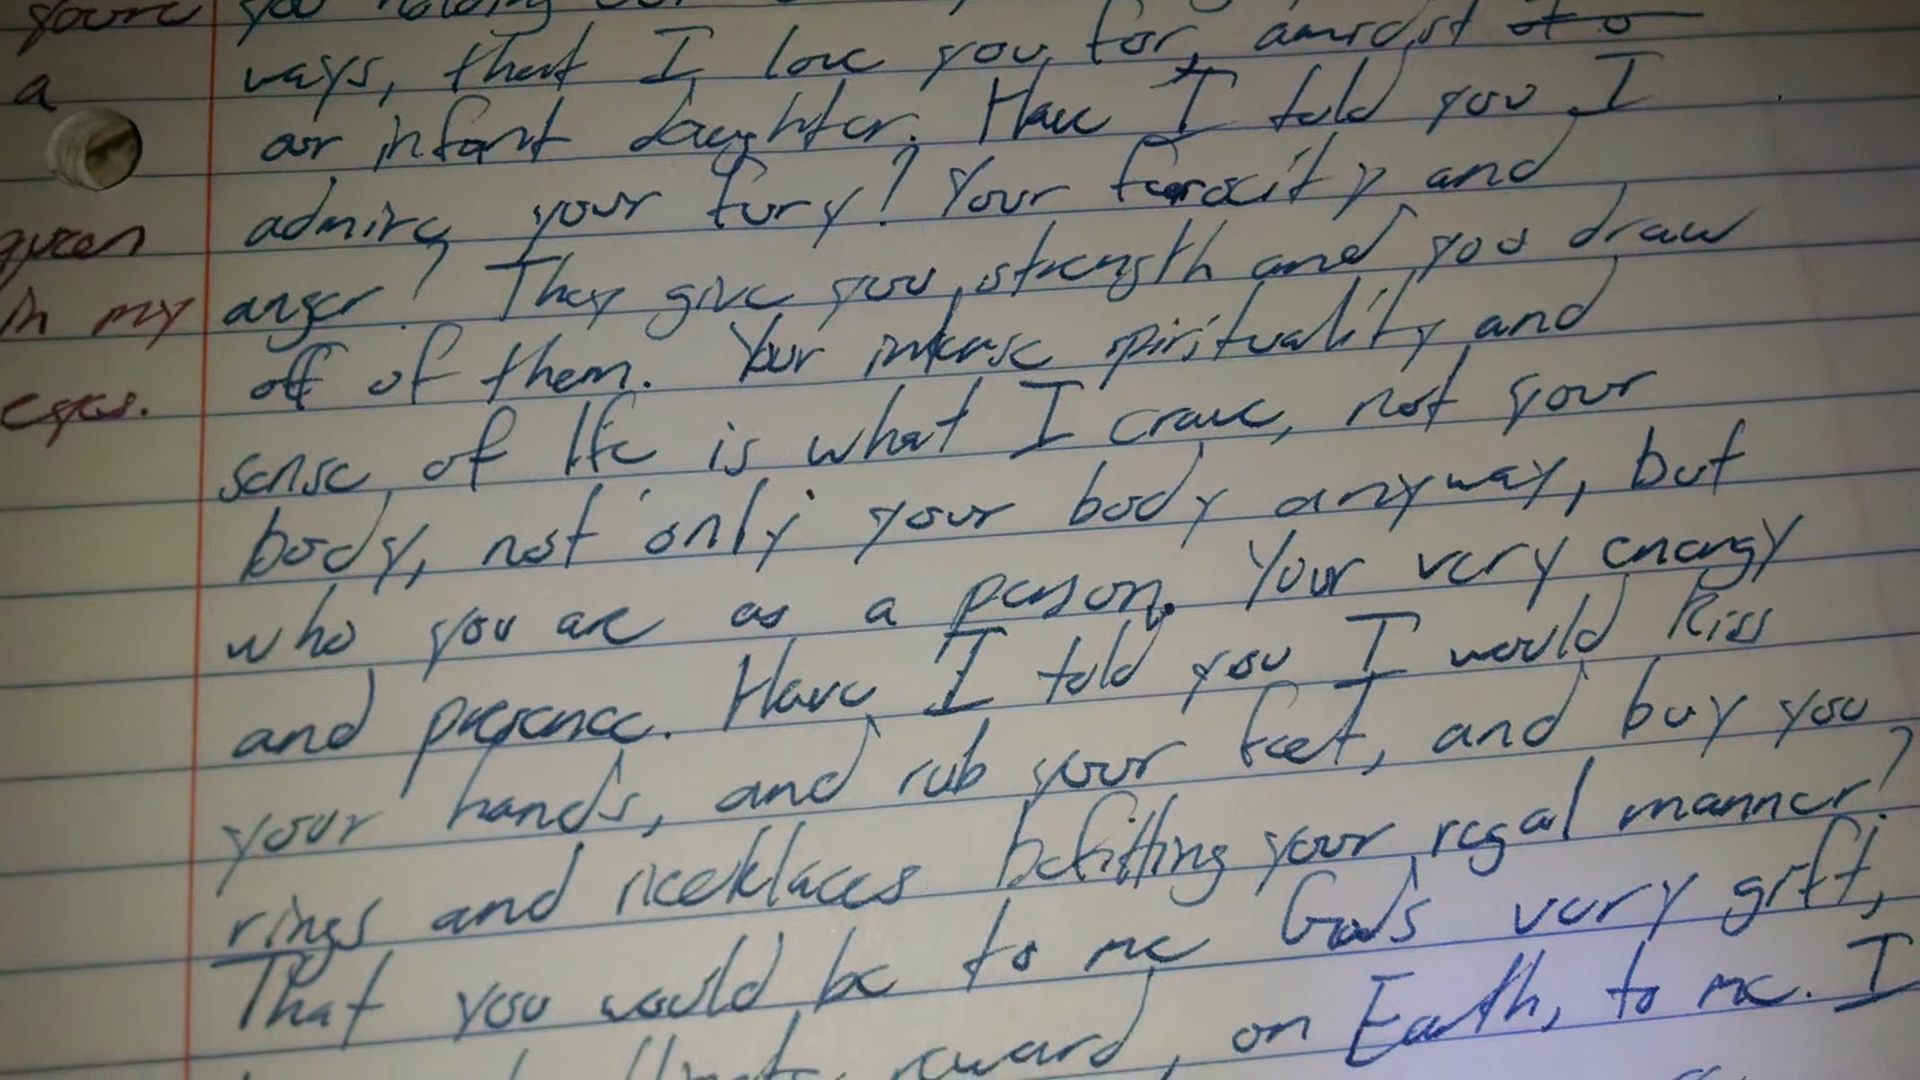 you holding
ways, that I love you for, amidst
our infant daughter. Have I told you I
admire your fury? Your ferocity and
anger? They give you strength and you draw
off of them. Your intense spirituality and
sense of life is what I crave, not your
body, not only your body anyway, but
who you are as a person. Your very energy
and presence. Have I told you I would kiss
your hands, and rub your feet, and buy you
rings and necklaces befitting your regal manner?
That you would be to me God's very gift,
reward, on Earth, to me. I
You're
a
queen
in my
eyes.